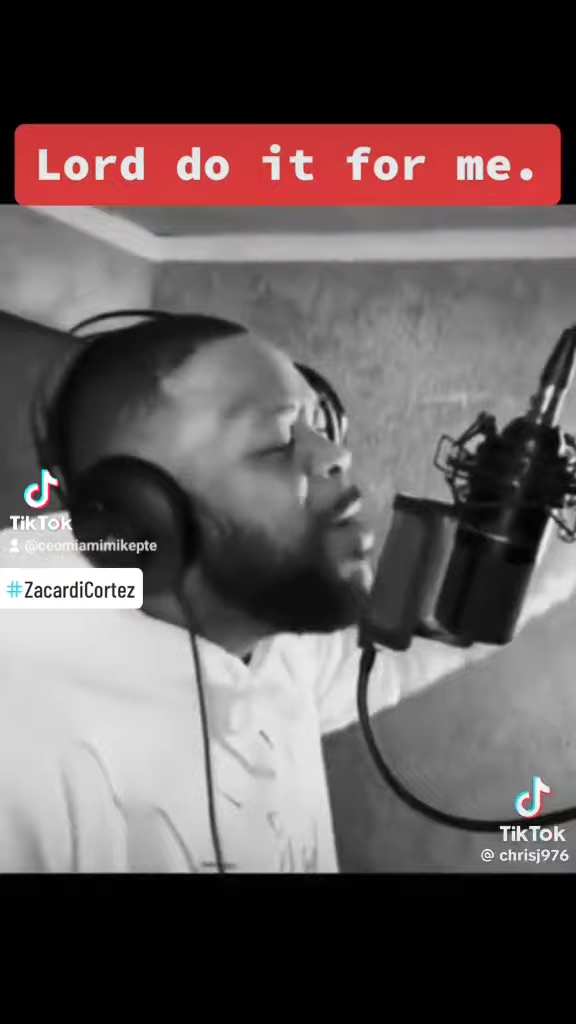 Lord do it for me.
TikTok
@ceomiamimikepte
#ZacardiCortez
TikTok
@ chrisj976